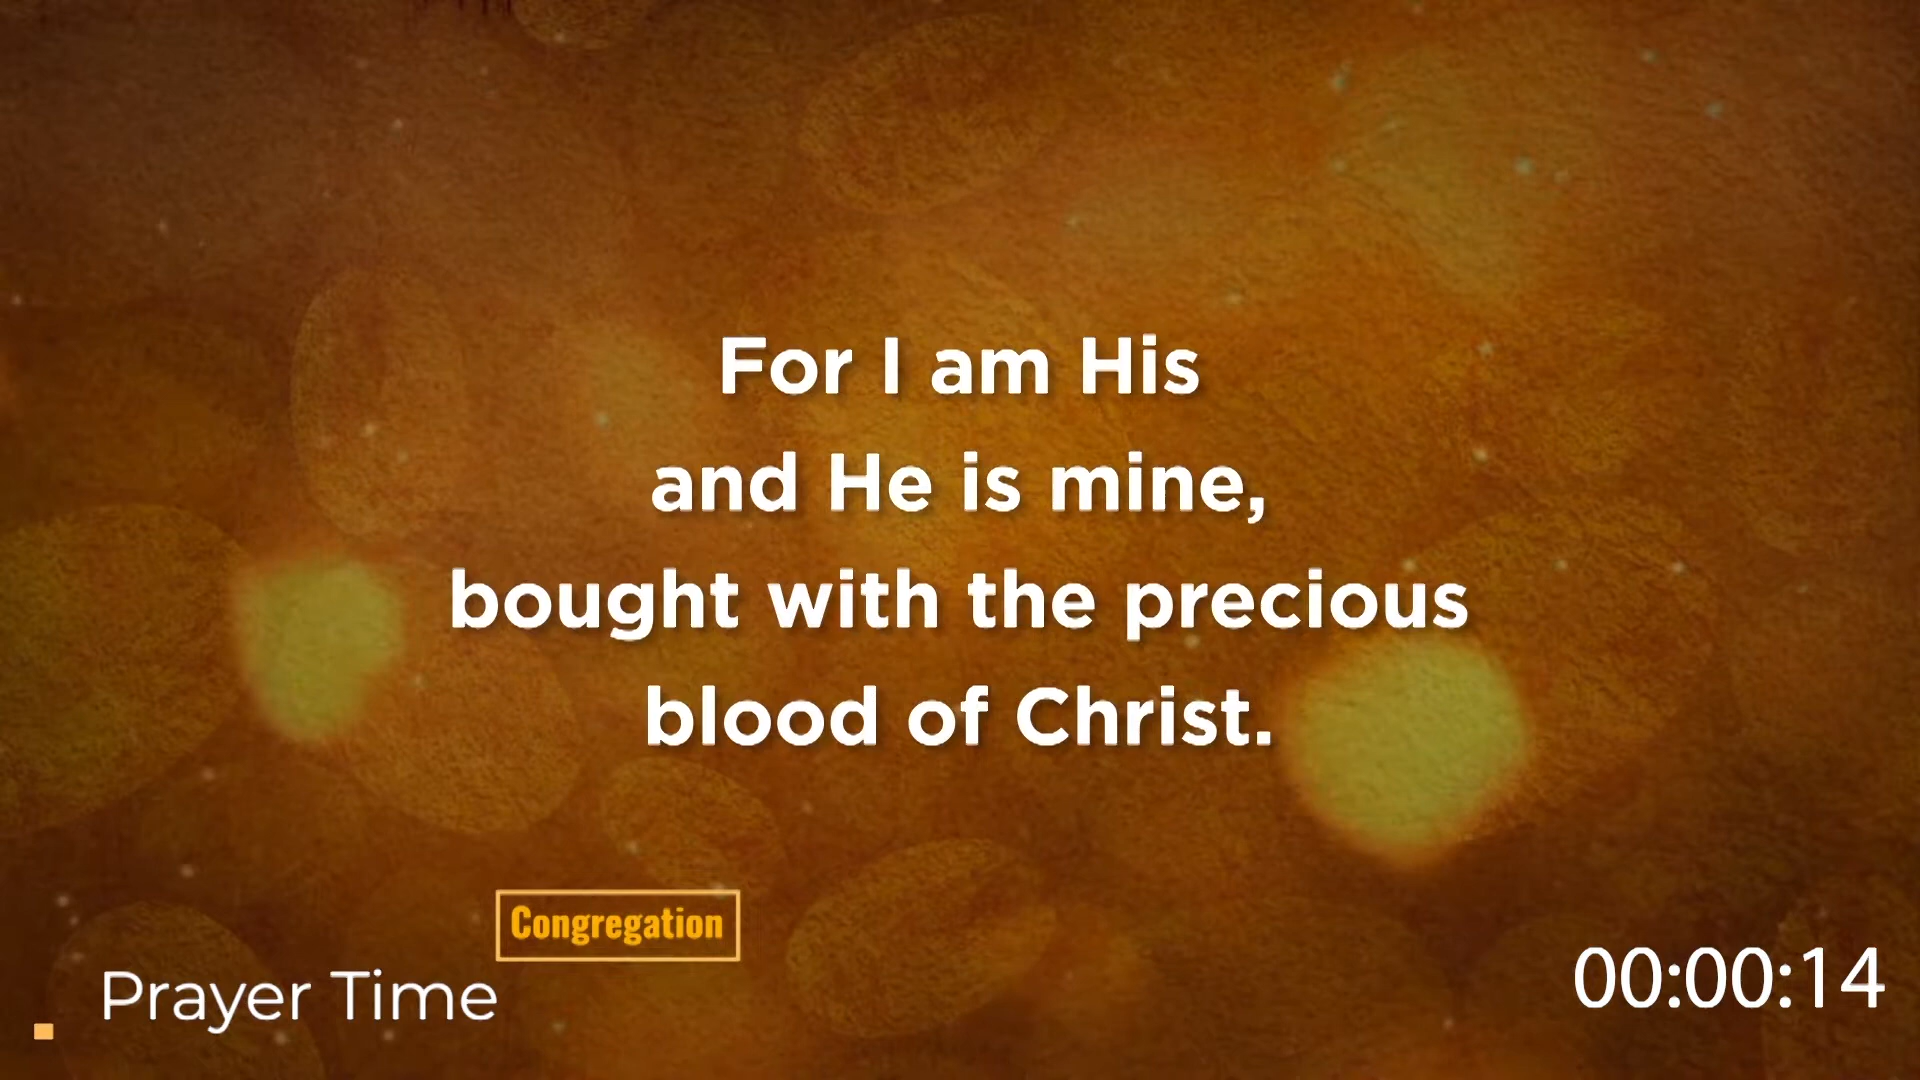 For I am His
and He is mine,
bought with the precious
blood of Christ.
Congregation
Prayer Time
00:00:14